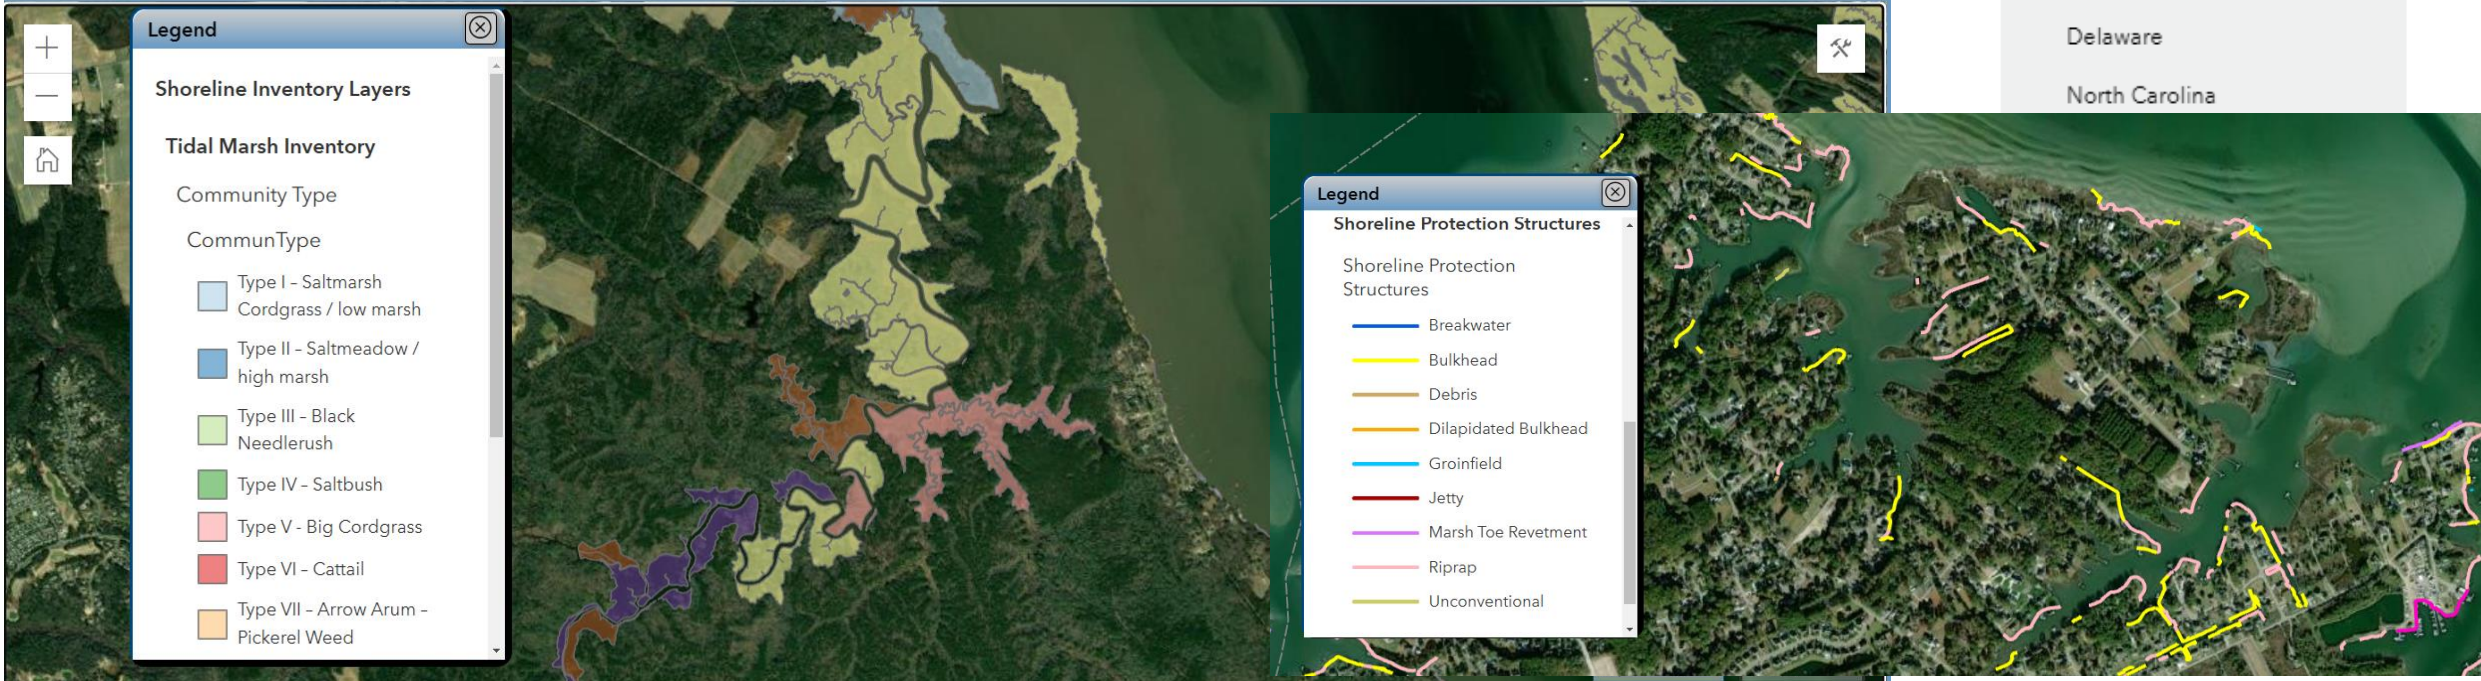 Legend
Shoreline Inventory Layers
Tidal Marsh Inventory
Community Type
CommunType
Type I – Saltmarsh
Cordgrass / low marsh
Type II – Saltmeadow /
high marsh
Type III – Black
Needlerush
Type IV – Saltbush
Type V - Big Cordgrass
Type VI – Cattail
Type VII – Arrow Arum –
Pickerel Weed
Delaware
North Carolina
Legend
Shoreline Protection Structures
Shoreline Protection
Structures
Breakwater
Bulkhead
Debris
Dilapidated Bulkhead
Groinfield
Jetty
Marsh Toe Revetment
Riprap
Unconventional